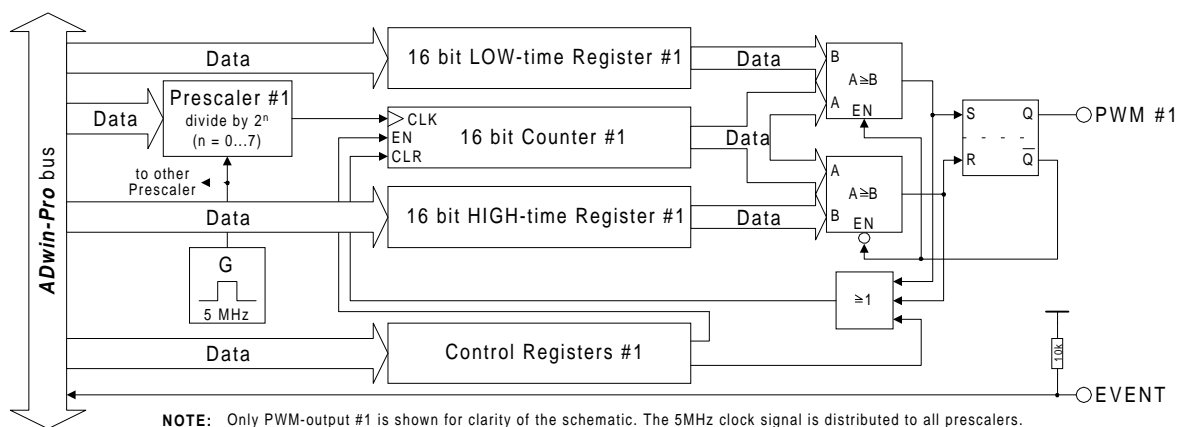 ADwin-Pro bus
Data
16 bit LOW-time Register #1
Data
B
A≧B
A
EN
Prescaler #1
divide by 2ⁿ
(n = 0...7)
Data
CLK
EN
CLR
16 bit Counter #1
Data
S
Q
R
Q̅
PWM #1
to other
Prescaler
A
A≧B
B
EN
Data
16 bit HIGH-time Register #1
Data
G
5 MHz
≧1
Data
Control Registers #1
10k
EVENT
NOTE: Only PWM-output #1 is shown for clarity of the schematic. The 5MHz clock signal is distributed to all prescalers.